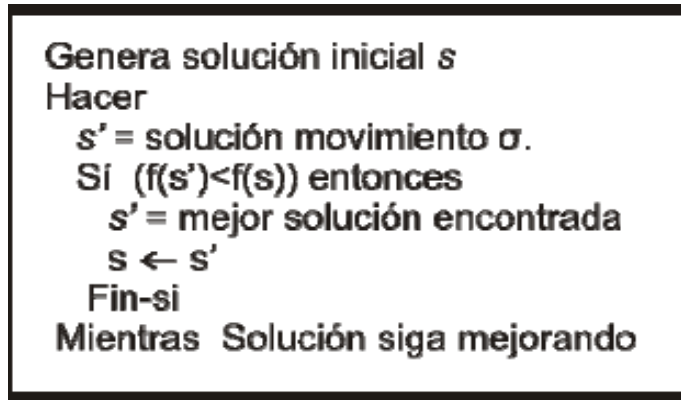 Genera solución inicial s
Hacer
s' = solución movimiento σ.
Sí (f(s')<f(s)) entonces
s' = mejor solución encontrada
s ← s'
Fin-si
Mientras Solución siga mejorando